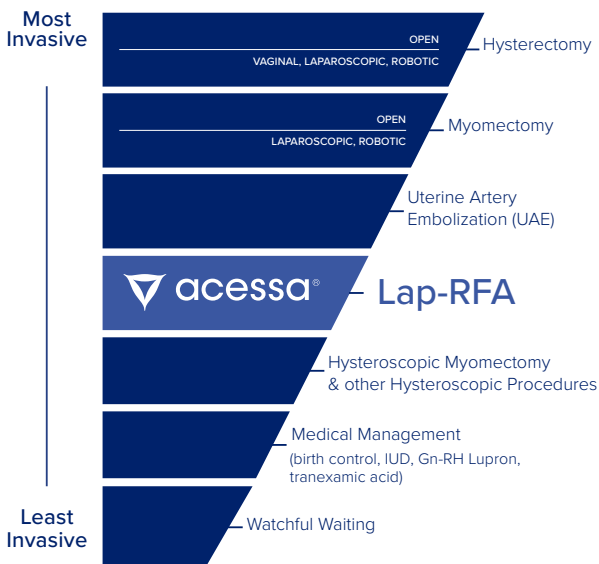 Most
Invasive
OPEN
VAGINAL, LAPAROSCOPIC, ROBOTIC
Hysterectomy
OPEN
LAPAROSCOPIC, ROBOTIC
Myomectomy
Uterine Artery
Embolization (UAE)
acessa®
Lap-RFA
Hysteroscopic Myomectomy
& other Hysteroscopic Procedures
Medical Management
(birth control, IUD, Gn-RH Lupron,
tranexamic acid)
Watchful Waiting
Least
Invasive